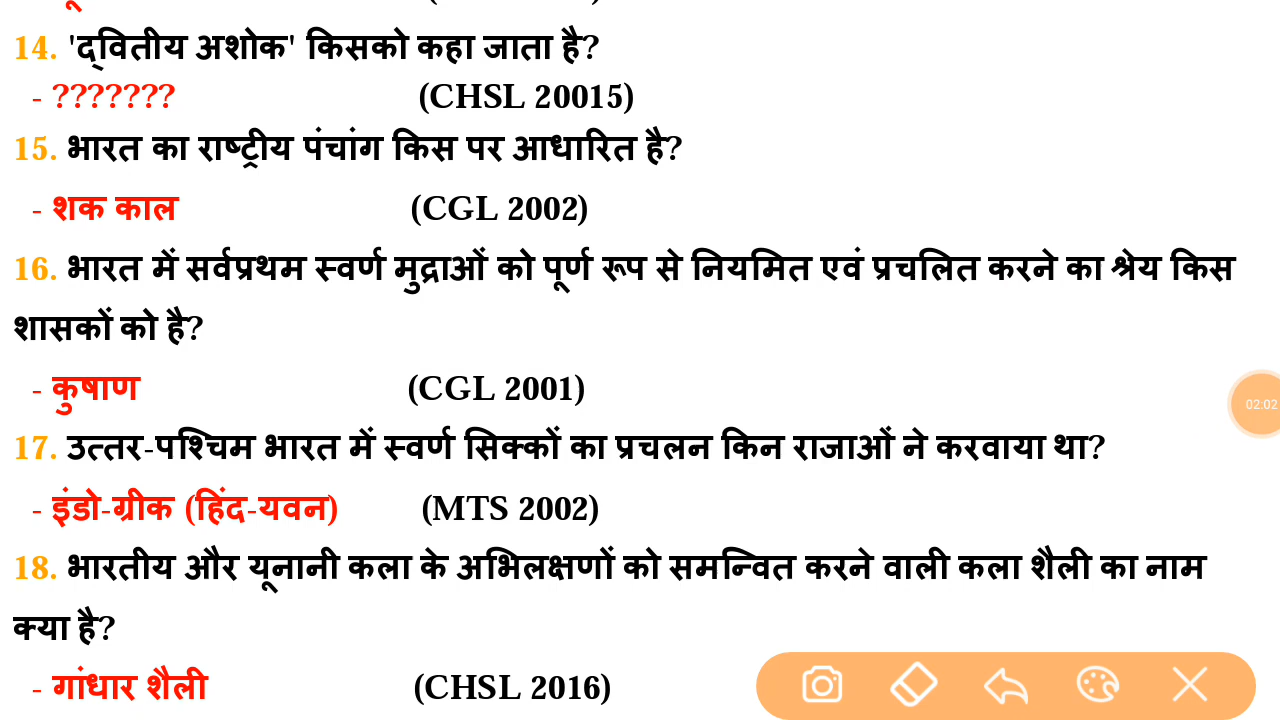 14. 'द्वितीय अशोक' किसको कहा जाता है?
- ??????? (CHSL 20015)
15. भारत का राष्ट्रीय पंचांग किस पर आधारित है?
- शक काल (CGL 2002)
16. भारत में सर्वप्रथम स्वर्ण मुद्राओं को पूर्ण रूप से नियमित एवं प्रचलित करने का श्रेय किस
शासकों को है?
- कुषाण (CGL 2001)
02:02
17. उत्तर-पश्चिम भारत में स्वर्ण सिक्कों का प्रचलन किन राजाओं ने करवाया था?
- इंडो-ग्रीक (हिंद-यवन) (MTS 2002)
18. भारतीय और यूनानी कला के अभिलक्षणों को समन्वित करने वाली कला शैली का नाम
क्या है?
- गांधार शैली (CHSL 2016)